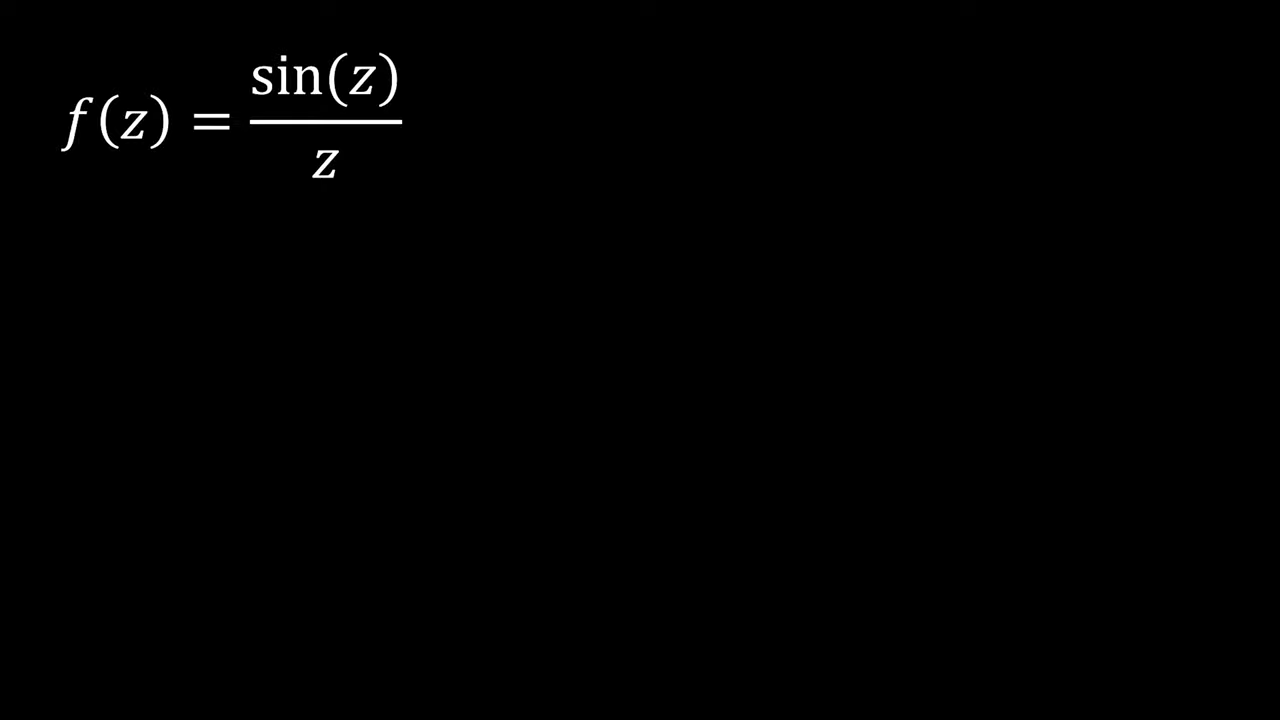 f(z) = sin(z)/z